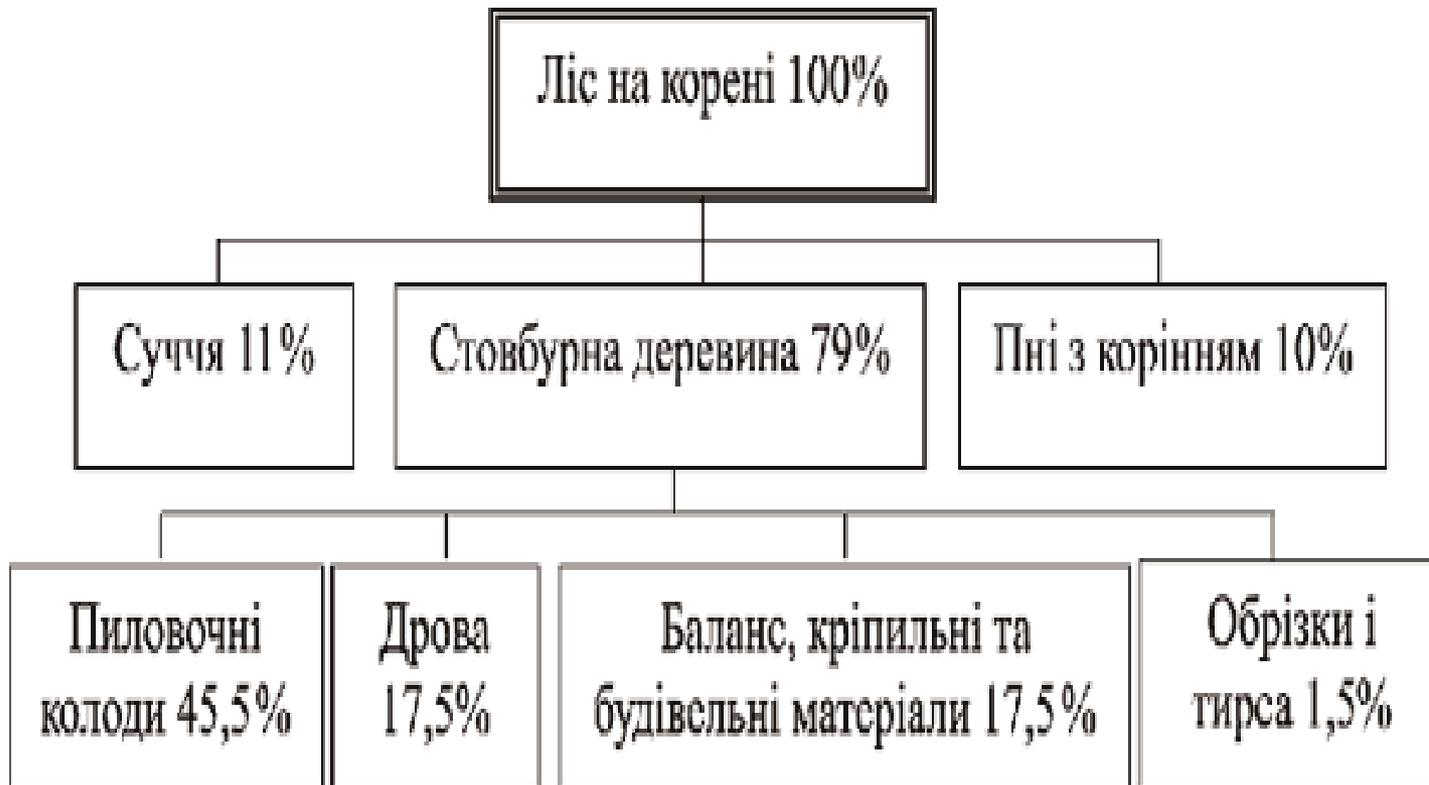 Ліс на корені 100%
Суччя 11%
Стовбурна деревина 79%
Пні з корінням 10%
Пиловочні
колоди 45,5%
Дрова
17,5%
Баланс, кріпильні та
будівельні матеріали 17,5%
Обрізки і
тирса 1,5%